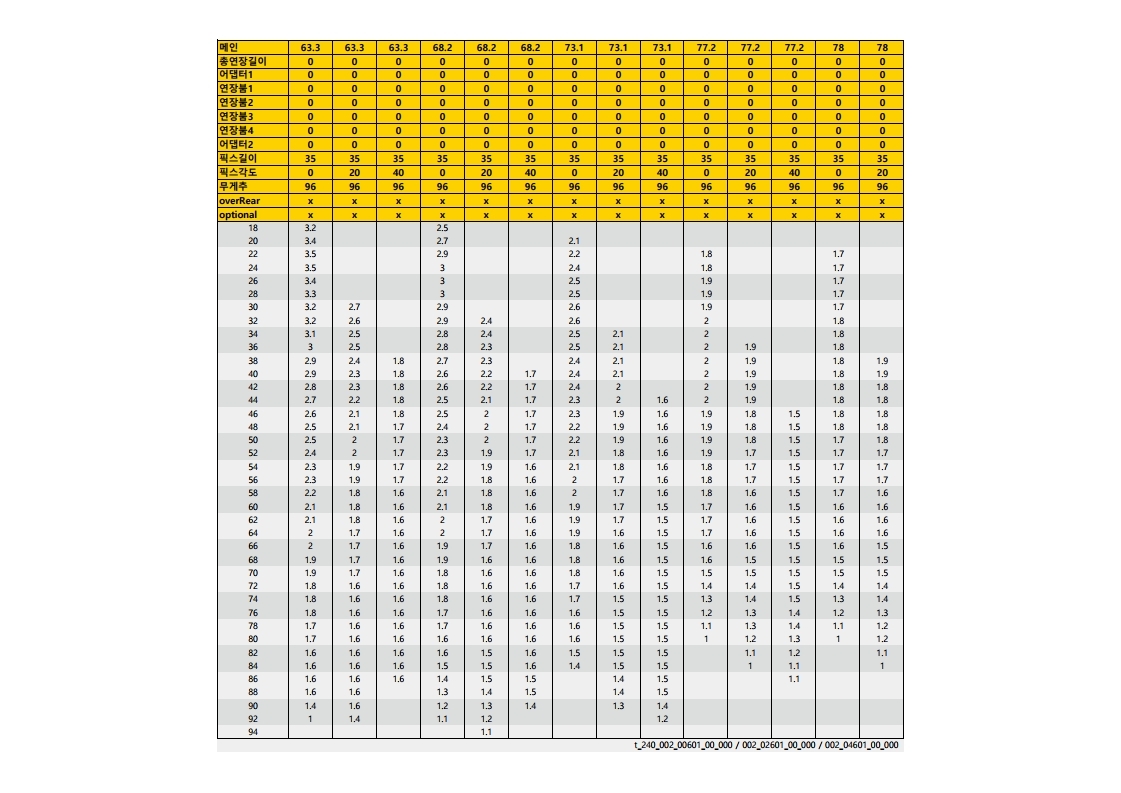 메인 63.3 63.3 63.3 68.2 68.2 68.2 73.1 73.1 73.1 77.2 77.2 77.2 78 78
총연장길이 0 0 0 0 0 0 0 0 0 0 0 0 0 0
어댑터1 0 0 0 0 0 0 0 0 0 0 0 0 0 0
연장붐1 0 0 0 0 0 0 0 0 0 0 0 0 0 0
연장붐2 0 0 0 0 0 0 0 0 0 0 0 0 0 0
연장붐3 0 0 0 0 0 0 0 0 0 0 0 0 0 0
연장붐4 0 0 0 0 0 0 0 0 0 0 0 0 0 0
어댑터2 0 0 0 0 0 0 0 0 0 0 0 0 0 0
픽스길이 35 35 35 35 35 35 35 35 35 35 35 35 35 35
픽스각도 0 20 40 0 20 40 0 20 40 0 20 40 0 20
무게추 96 96 96 96 96 96 96 96 96 96 96 96 96 96
overRear x x x x x x x x x x x x x x
optional x x x x x x x x x x x x x x
18 3.2 2.5
20 3.4 2.7 2.1
22 3.5 2.9 2.2 1.8 1.7
24 3.5 3 2.4 1.8 1.7
26 3.4 3 2.5 1.9 1.7
28 3.3 3 2.5 1.9 1.7
30 3.2 2.7 2.9 2.6 1.9 1.7
32 3.2 2.6 2.9 2.4 2.6 2 1.8
34 3.1 2.5 2.8 2.4 2.5 2.1 2 1.8
36 3 2.5 2.8 2.3 2.5 2.1 2 1.9 1.8
38 2.9 2.4 1.8 2.7 2.3 2.4 2.1 2 1.9 1.8 1.9
40 2.9 2.3 1.8 2.6 2.2 1.7 2.4 2.1 2 1.9 1.8 1.9
42 2.8 2.3 1.8 2.6 2.2 1.7 2.4 2 2 1.9 1.8 1.8
44 2.7 2.2 1.8 2.5 2.1 1.7 2.3 2 1.6 2 1.9 1.8 1.8
46 2.6 2.1 1.8 2.5 2 1.7 2.3 1.9 1.6 1.9 1.8 1.5 1.8 1.8
48 2.5 2.1 1.7 2.4 2 1.7 2.2 1.9 1.6 1.9 1.8 1.5 1.8 1.8
50 2.5 2 1.7 2.3 2 1.7 2.2 1.9 1.6 1.9 1.8 1.5 1.7 1.8
52 2.4 2 1.7 2.3 1.9 1.7 2.1 1.8 1.6 1.9 1.7 1.5 1.7 1.7
54 2.3 1.9 1.7 2.2 1.9 1.6 2.1 1.8 1.6 1.8 1.7 1.5 1.7 1.7
56 2.3 1.9 1.7 2.2 1.8 1.6 2 1.7 1.6 1.8 1.7 1.5 1.7 1.7
58 2.2 1.8 1.6 2.1 1.8 1.6 2 1.7 1.6 1.8 1.6 1.5 1.7 1.6
60 2.1 1.8 1.6 2.1 1.8 1.6 1.9 1.7 1.5 1.7 1.6 1.5 1.6 1.6
62 2.1 1.8 1.6 2 1.7 1.6 1.9 1.7 1.5 1.7 1.6 1.5 1.6 1.6
64 2 1.7 1.6 2 1.7 1.6 1.9 1.6 1.5 1.7 1.6 1.5 1.6 1.5
66 2 1.7 1.6 1.9 1.7 1.6 1.8 1.6 1.5 1.6 1.6 1.5 1.6 1.5
68 1.9 1.7 1.6 1.9 1.6 1.6 1.8 1.6 1.5 1.6 1.5 1.5 1.5 1.5
70 1.9 1.7 1.6 1.8 1.6 1.6 1.8 1.6 1.5 1.5 1.5 1.5 1.5 1.5
72 1.8 1.6 1.6 1.8 1.6 1.6 1.7 1.6 1.5 1.4 1.4 1.5 1.4 1.4
74 1.8 1.6 1.6 1.8 1.6 1.6 1.7 1.5 1.5 1.3 1.4 1.5 1.3 1.4
76 1.8 1.6 1.6 1.7 1.6 1.6 1.6 1.5 1.5 1.2 1.3 1.4 1.2 1.3
78 1.7 1.6 1.6 1.7 1.6 1.6 1.6 1.5 1.5 1.1 1.3 1.4 1.1 1.2
80 1.7 1.6 1.6 1.6 1.6 1.6 1.6 1.5 1.5 1 1.2 1.3 1 1.2
82 1.6 1.6 1.6 1.6 1.5 1.6 1.5 1.5 1.5 1.1 1.2 1.1
84 1.6 1.6 1.6 1.5 1.5 1.6 1.4 1.5 1.5 1 1.1 1
86 1.6 1.6 1.6 1.4 1.5 1.5 1.4 1.5 1.1
88 1.6 1.6 1.3 1.4 1.5 1.4 1.5
90 1.4 1.6 1.2 1.3 1.4 1.3 1.4
92 1 1.4 1.1 1.2 1.2
94 1.1
t_240_002_00601_00_000 / 002_02601_00_000 / 002_04601_00_000